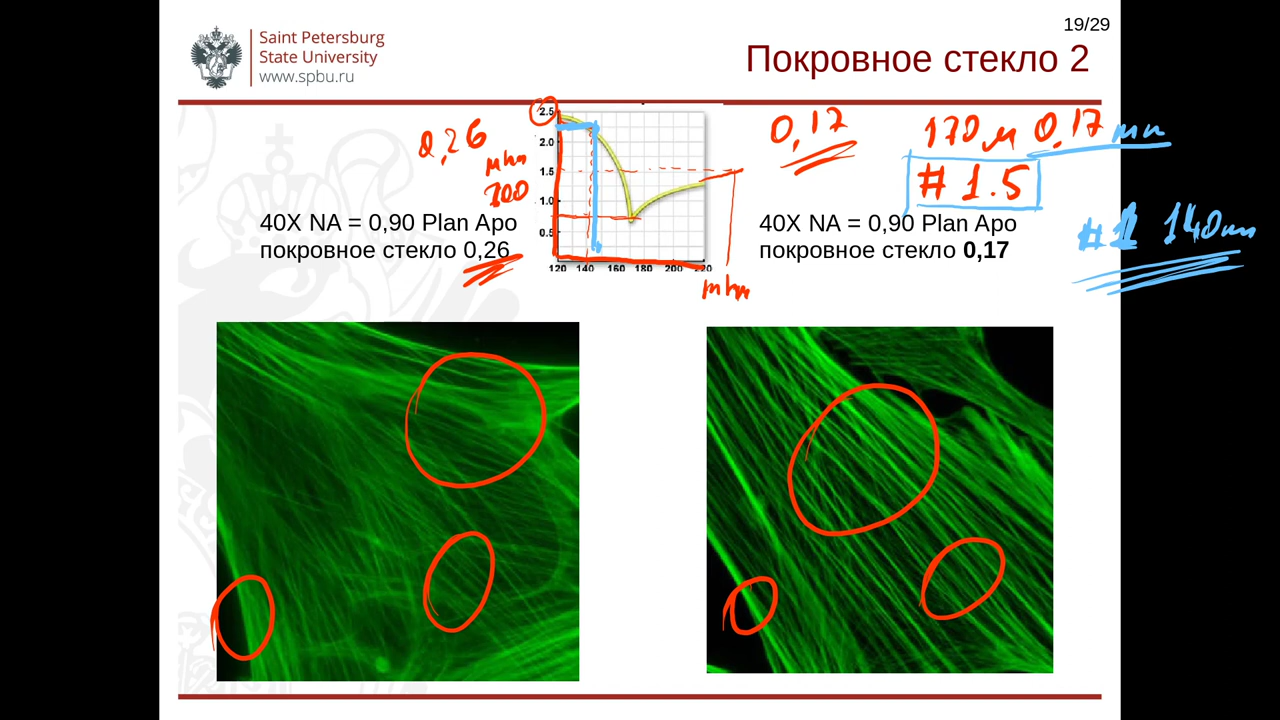 19/29
Saint Petersburg
State University
www.spbu.ru
Покровное стекло 2
0,26
мкм
2.5
2.0
1.5
1.0
0.5
120 140 160 180 200 220
мкм
40X NA = 0,90 Plan Apo
покровное стекло 0,26
0,17
170 м 0,17 мм
# 1.5
40X NA = 0,90 Plan Apo
покровное стекло 0,17
#1 140